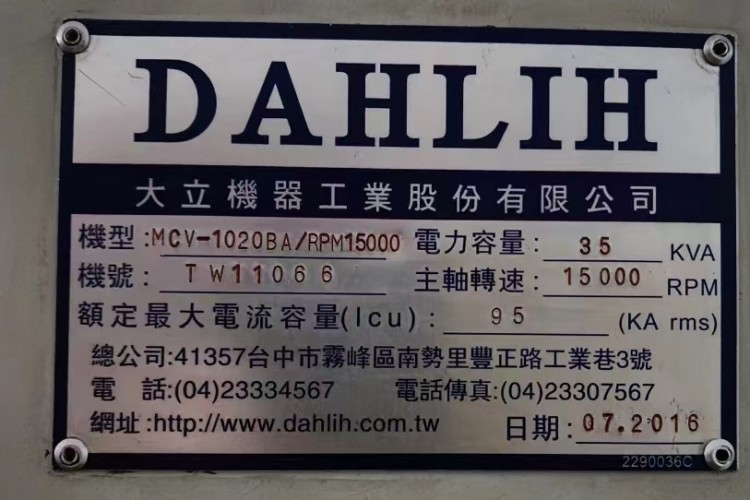 DAHLIH
大立機器工業股份有限公司
機型:MCV-1020BA/RPM15000 電力容量: 35 KVA
機號: TW11066 主軸轉速: 15000 RPM
額定最大電流容量(Icu): 95 (KA rms)
總公司:41357台中市霧峰區南勢里豐正路工業巷3號
電 話:(04)23334567 電話傳真:(04)23307567
網址:http://www.dahlih.com.tw 日期:07.2016
2290036C